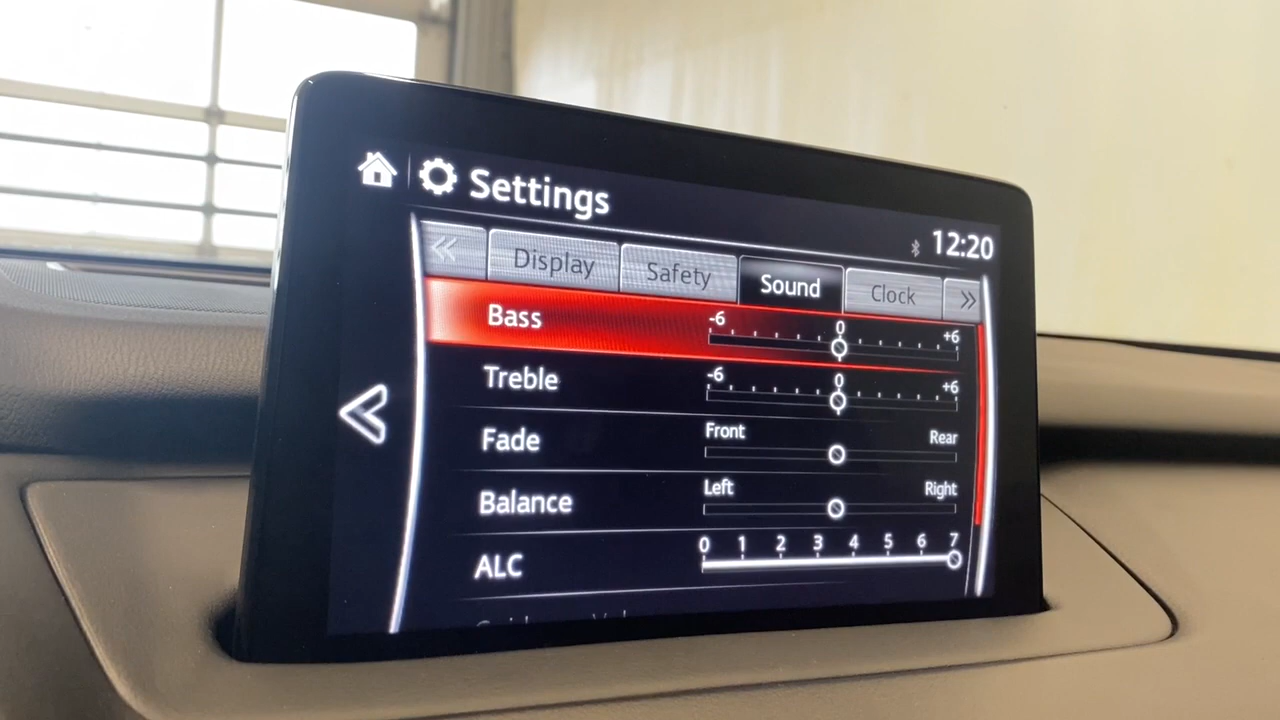 Settings
12:20
Display Safety Sound Clock
Bass -6 0 +6
Treble -6 0 +6
Fade Front Rear
Balance Left Right
ALC 0 1 2 3 4 5 6 7